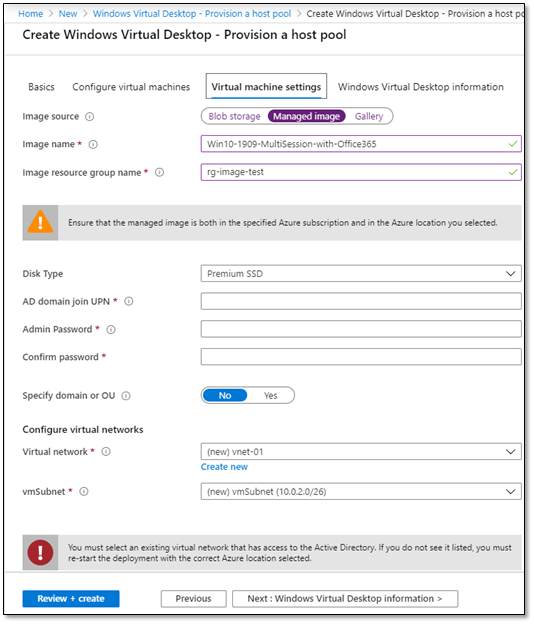 Home > New > Windows Virtual Desktop - Provision a host pool > Create Windows Virtual Desktop - Provision a host po
Create Windows Virtual Desktop - Provision a host pool
Basics Configure virtual machines Virtual machine settings Windows Virtual Desktop information
Image source Blob storage Managed image Gallery
Image name * Win10-1909-MultiSession-with-Office365
Image resource group name * rg-image-test
Ensure that the managed image is both in the specified Azure subscription and in the Azure location you selected.
Disk Type Premium SSD
AD domain join UPN *
Admin Password *
Confirm password *
Specify domain or OU No Yes
Configure virtual networks
Virtual network * (new) vnet-01
Create new
vmSubnet * (new) vmSubnet (10.0.2.0/26)
You must select an existing virtual network that has access to the Active Directory. If you do not see it listed, you must
re-start the deployment with the correct Azure location selected.
Review + create Previous Next : Windows Virtual Desktop information >